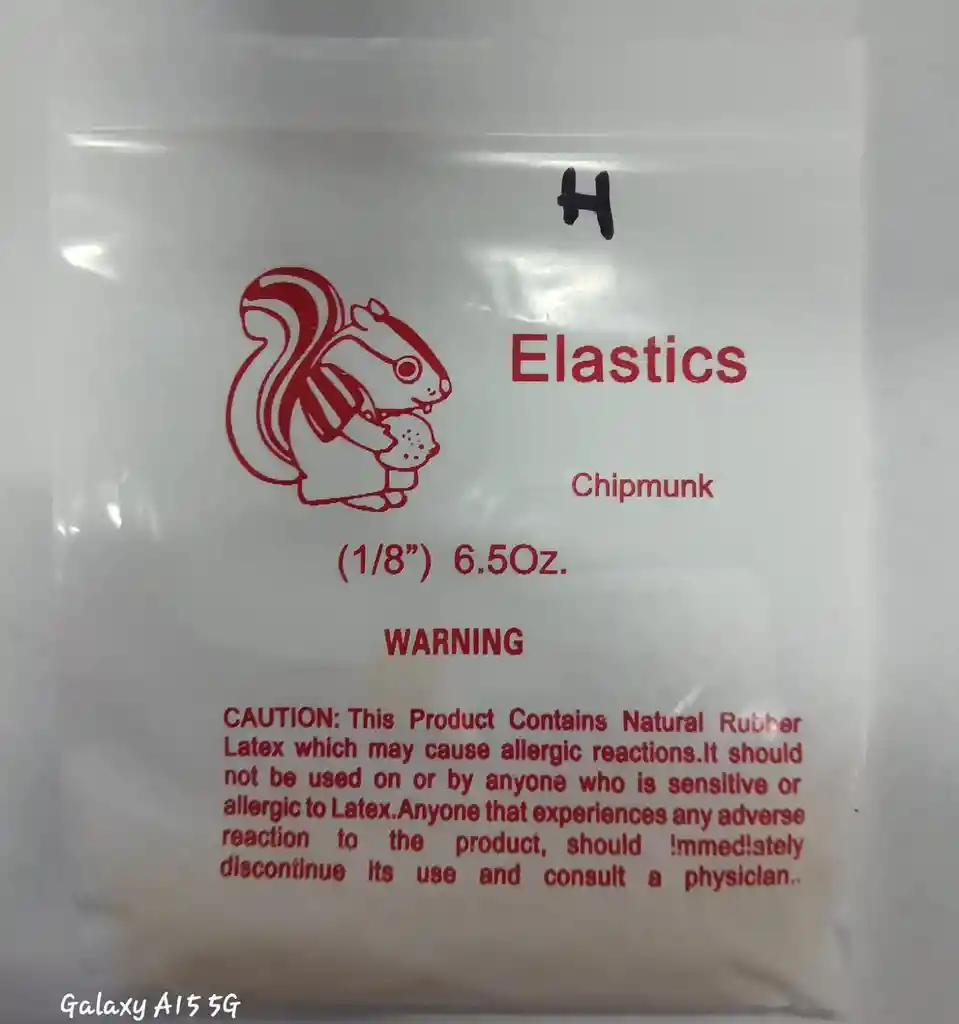 H
Elastics
Chipmunk
(1/8”) 6.5Oz.
WARNING
CAUTION: This Product Contains Natural Rubber
Latex which may cause allergic reactions.It should
not be used on or by anyone who is sensitive or
allergic to Latex.Anyone that experiences any adverse
reaction to the product, should !mmed!ately
discontinue its use and consult a physician..
Galaxy A15 5G